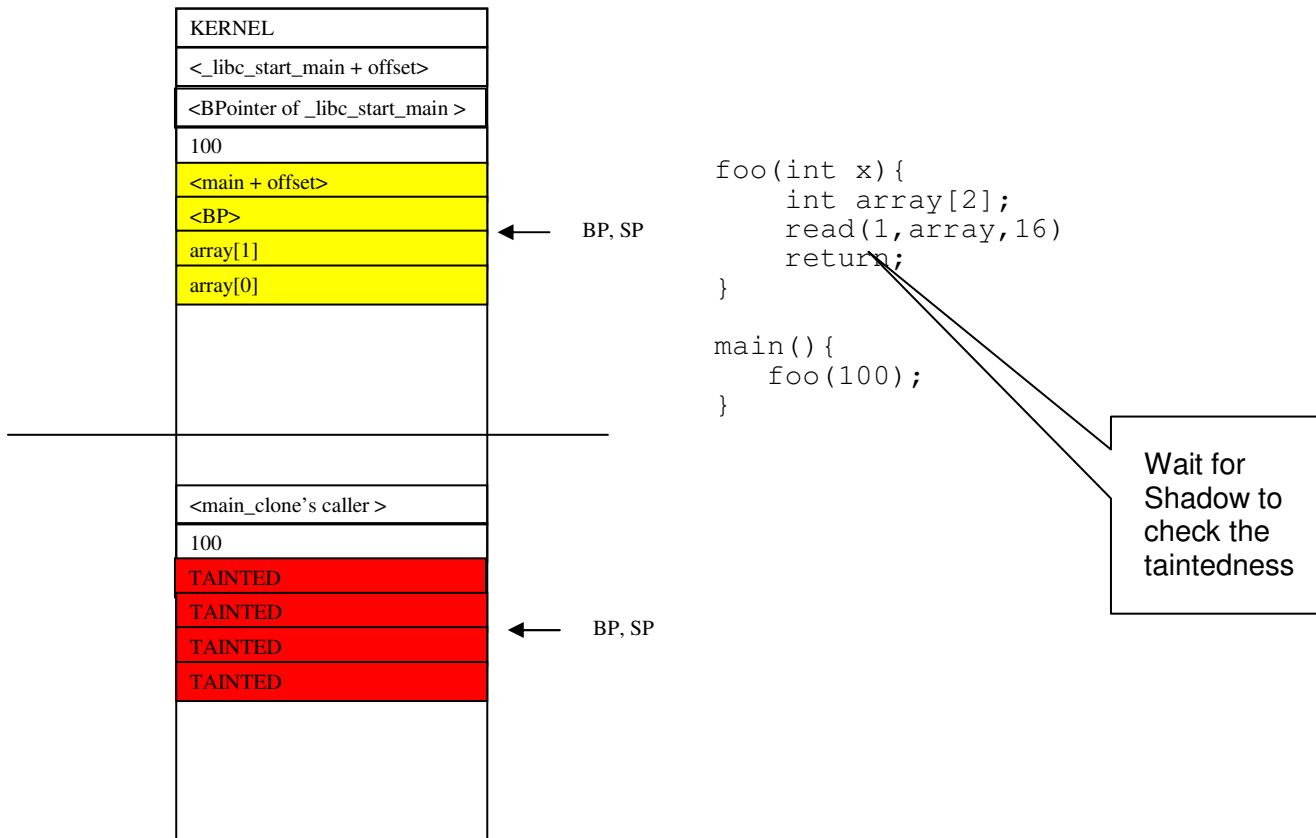 KERNEL
<_libc_start_main + offset>
<BPointer of _libc_start_main >
100
<main + offset>
<BP>
array[1]
array[0]
BP, SP
foo(int x){
int array[2];
read(1,array,16)
return;
}
main(){
foo(100);
}
Wait for
Shadow to
check the
taintedness
<main_clone's caller >
100
TAINTED
TAINTED
TAINTED
TAINTED
BP, SP